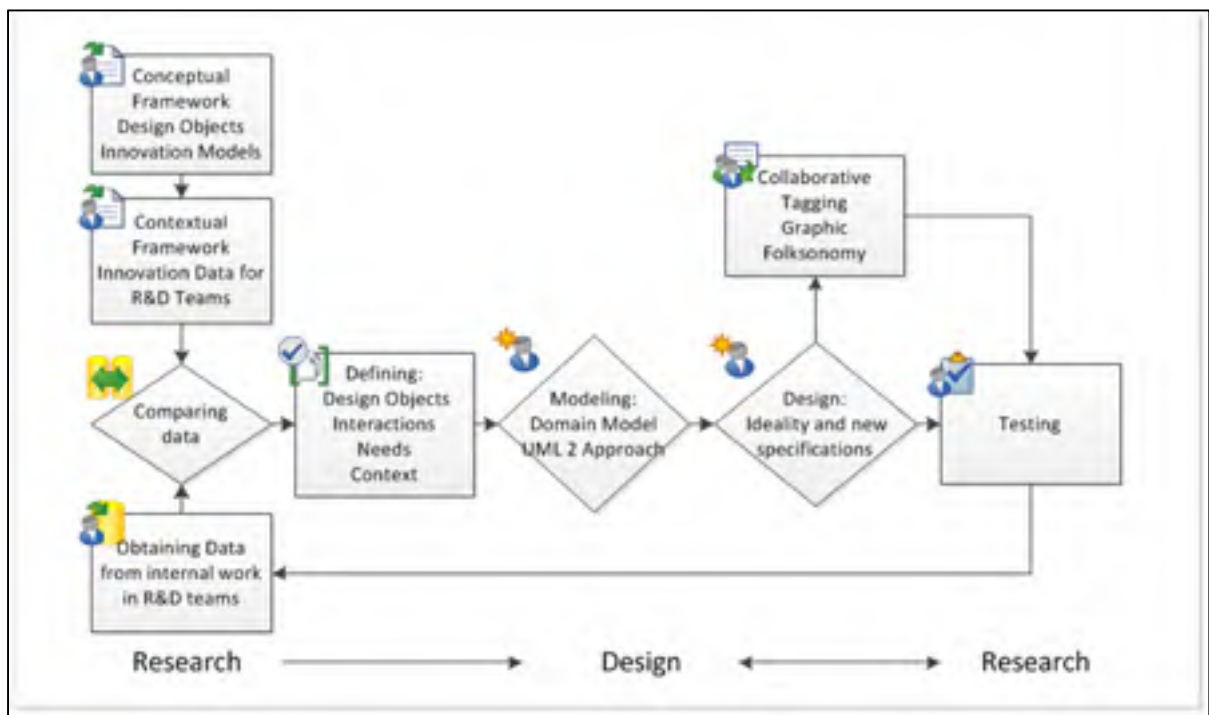 Conceptual
Framework
Design Objects
Innovation Models
Contextual
Framework
Innovation Data for
R&D Teams
Comparing
data
Obtaining Data
from internal work
in R&D teams
Defining:
Design Objects
Interactions
Needs
Context
Modeling:
Domain Model
UML 2 Approach
Design:
Ideality and new
specifications
Collaborative
Tagging
Graphic
Folksonomy
Testing
Research
Design
Research